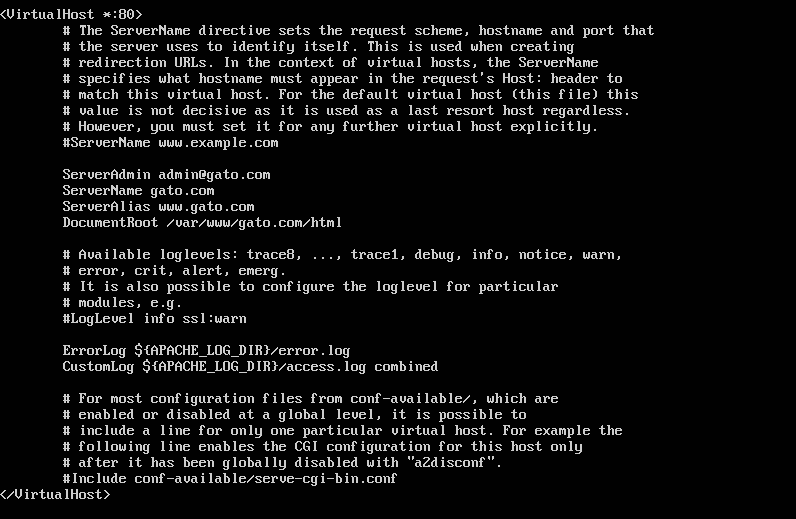 <VirtualHost *:80>
# The ServerName directive sets the request scheme, hostname and port that
# the server uses to identify itself. This is used when creating
# redirection URLs. In the context of virtual hosts, the ServerName
# specifies what hostname must appear in the request's Host: header to
# match this virtual host. For the default virtual host (this file) this
# value is not decisive as it is used as a last resort host regardless.
# However, you must set it for any further virtual host explicitly.
#ServerName www.example.com
ServerAdmin admin@gato.com
ServerName gato.com
ServerAlias www.gato.com
DocumentRoot /var/www/gato.com/html
# Available loglevels: trace8, ..., trace1, debug, info, notice, warn,
# error, crit, alert, emerg.
# It is also possible to configure the loglevel for particular
# modules, e.g.
#LogLevel info ssl:warn
ErrorLog ${APACHE_LOG_DIR}/error.log
CustomLog ${APACHE_LOG_DIR}/access.log combined
# For most configuration files from conf-available/, which are
# enabled or disabled at a global level, it is possible to
# include a line for only one particular virtual host. For example the
# following line enables the CGI configuration for this host only
# after it has been globally disabled with "a2disconf".
#Include conf-available/serve-cgi-bin.conf
</VirtualHost>